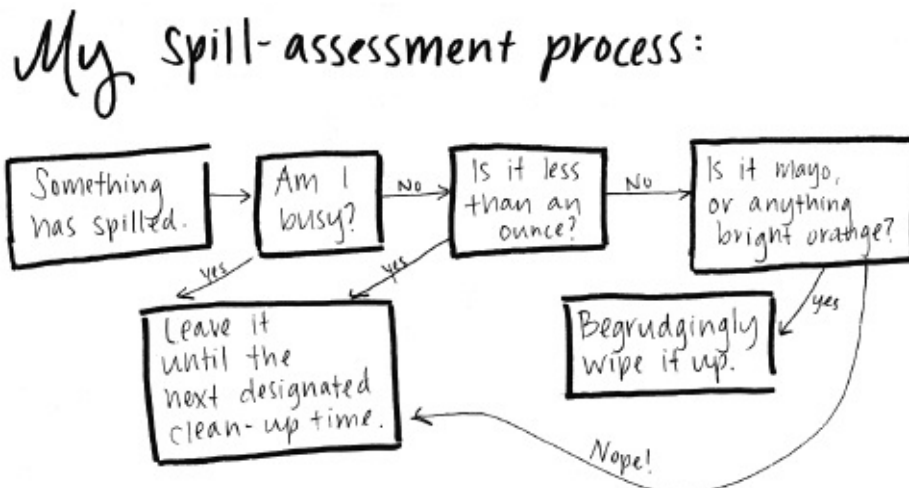 My spill-assessment process:
Something
has spilled.
Am I
busy?
No
Is it less
than an
ounce?
No
Is it mayo,
or anything
bright orange?
yes
yes
yes
Leave it
until the
next designated
clean-up time.
Begrudgingly
wipe it up.
Nope!